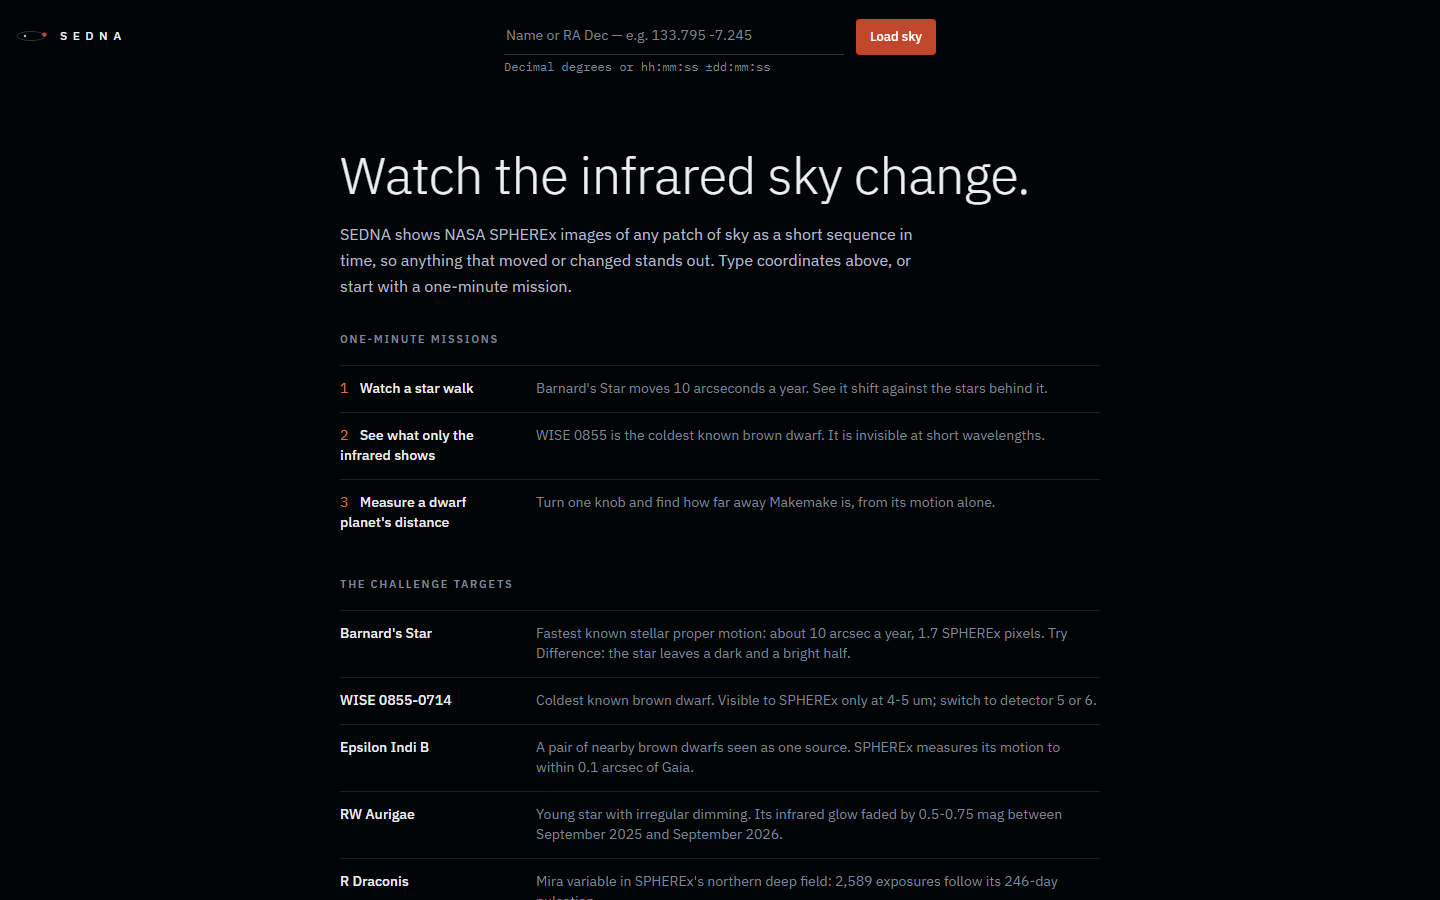 SEDNA
Name or RA Dec — e.g. 133.795 -7.245
Load sky
Decimal degrees or hh:mm:ss ±dd:mm:ss
Watch the infrared sky change.
SEDNA shows NASA SPHEREx images of any patch of sky as a short sequence in
time, so anything that moved or changed stands out. Type coordinates above, or
start with a one-minute mission.
ONE-MINUTE MISSIONS
1 Watch a star walk
Barnard's Star moves 10 arcseconds a year. See it shift against the stars behind it.
2 See what only the
infrared shows
WISE 0855 is the coldest known brown dwarf. It is invisible at short wavelengths.
3 Measure a dwarf
planet's distance
Turn one knob and find how far away Makemake is, from its motion alone.
THE CHALLENGE TARGETS
Barnard's Star
Fastest known stellar proper motion: about 10 arcsec a year, 1.7 SPHEREx pixels. Try
Difference: the star leaves a dark and a bright half.
WISE 0855-0714
Coldest known brown dwarf. Visible to SPHEREx only at 4-5 um; switch to detector 5 or 6.
Epsilon Indi B
A pair of nearby brown dwarfs seen as one source. SPHEREx measures its motion to
within 0.1 arcsec of Gaia.
RW Aurigae
Young star with irregular dimming. Its infrared glow faded by 0.5-0.75 mag between
September 2025 and September 2026.
R Draconis
Mira variable in SPHEREx's northern deep field: 2,589 exposures follow its 246-day